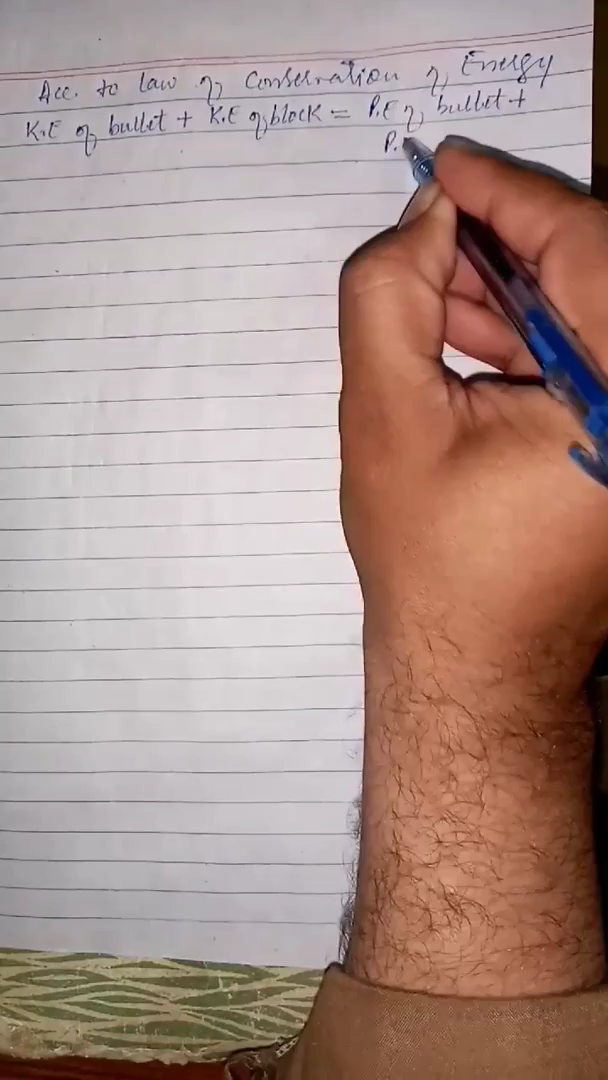 Acc. to law of Conservation of Energy
K.E of bullet + K.E of block = P.E of bullet +
P.E